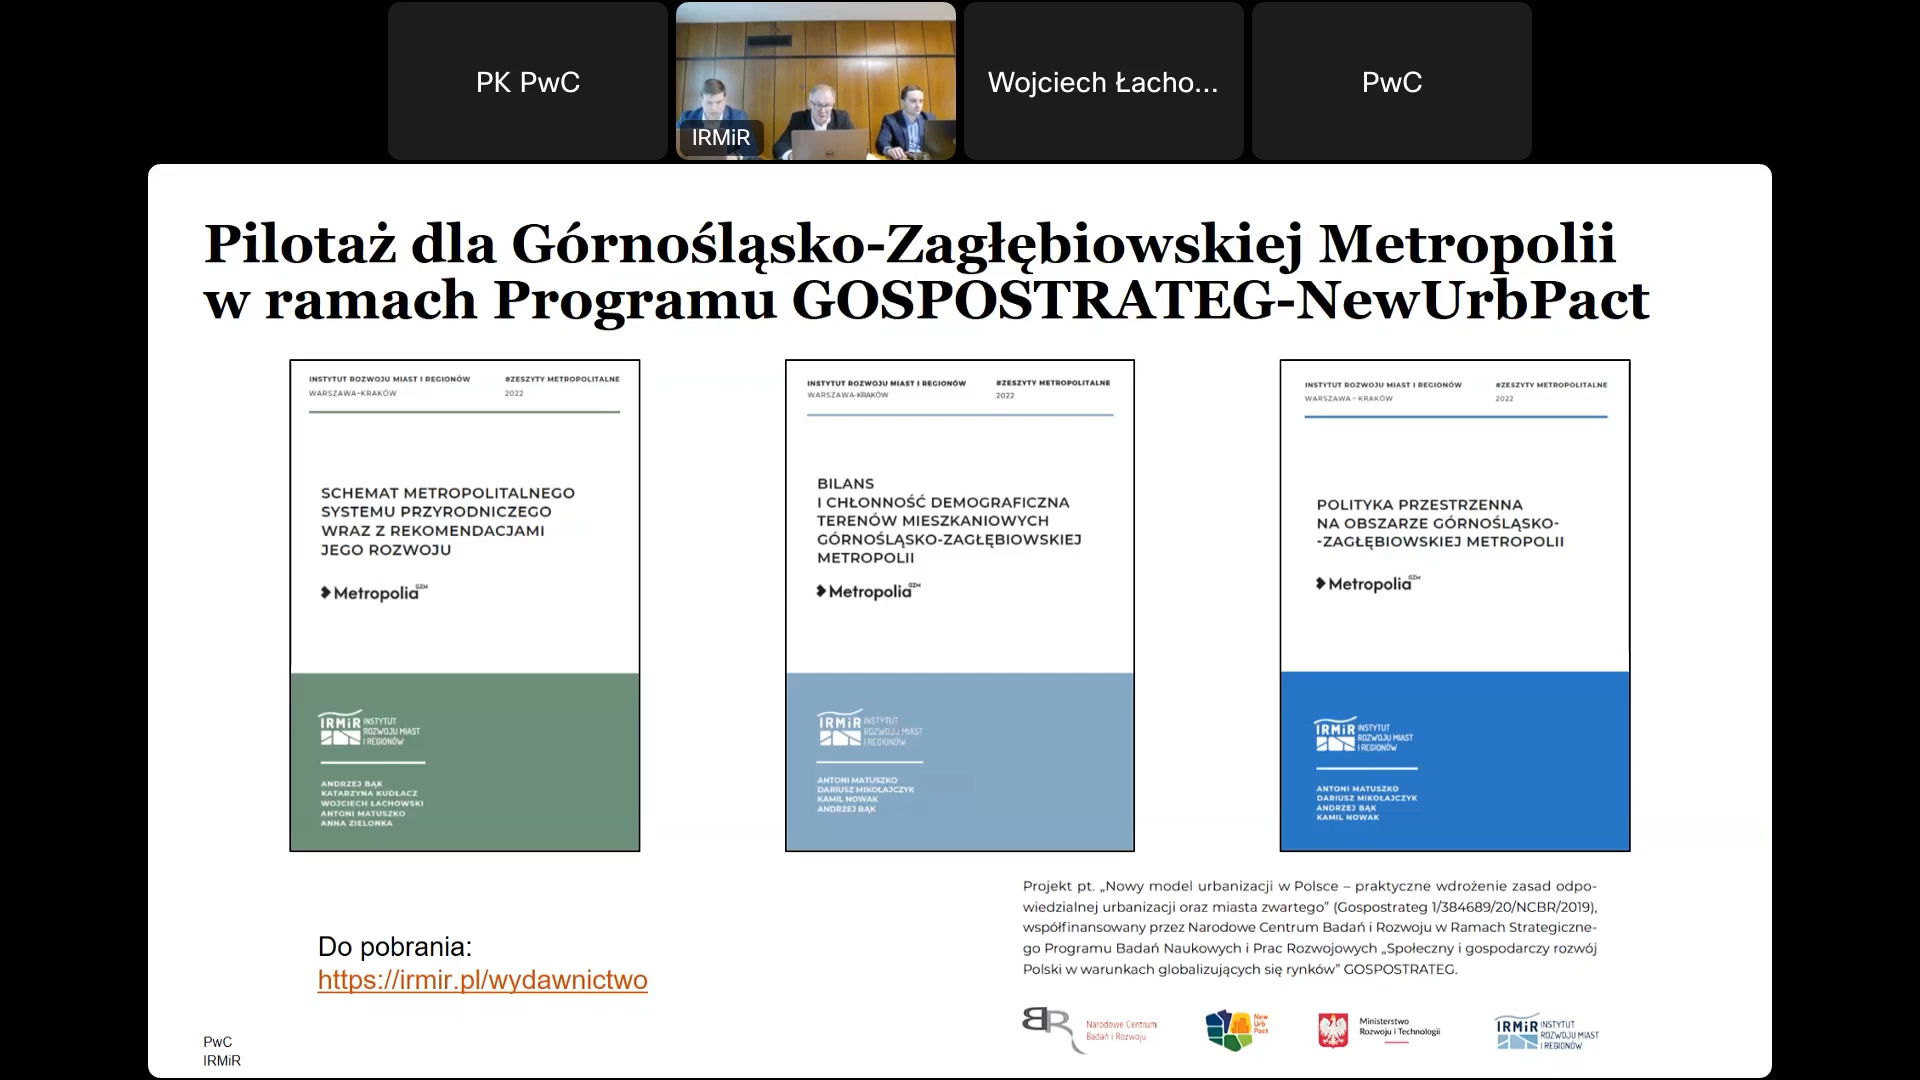 PK PwC
IRMiR
Wojciech Łacho...
PwC
Pilotaż dla Górnośląsko-Zagłębiowskiej Metropolii
w ramach Programu GOSPOSTRATEG-NewUrbPact
INSTYTUT ROZWOJU MIAST I REGIONÓW
WARSZAWA–KRAKÓW
#ZESZYTY METROPOLITALNE
2022
SCHEMAT METROPOLITALNEGO
SYSTEMU PRZYRODNICZEGO
WRAZ Z REKOMENDACJAMI
JEGO ROZWOJU
Metropolia GZM
IRMiR INSTYTUT
ROZWOJU MIAST
I REGIONÓW
ANDRZEJ BĄK
KATARZYNA KUDŁACZ
WOJCIECH ŁACHOWSKI
ANTONI MATUSZKO
ANNA ZIELONKA
INSTYTUT ROZWOJU MIAST I REGIONÓW
WARSZAWA-KRAKÓW
#ZESZYTY METROPOLITALNE
2022
BILANS
I CHŁONNOŚĆ DEMOGRAFICZNA
TERENÓW MIESZKANIOWYCH
GÓRNOŚLĄSKO-ZAGŁĘBIOWSKIEJ
METROPOLII
Metropolia GZM
IRMiR INSTYTUT
ROZWOJU MIAST
I REGIONÓW
ANTONI MATUSZKO
DARIUSZ MIKOŁAJCZYK
KAMIL NOWAK
ANDRZEJ BĄK
INSTYTUT ROZWOJU MIAST I REGIONÓW
WARSZAWA – KRAKÓW
#ZESZYTY METROPOLITALNE
2022
POLITYKA PRZESTRZENNA
NA OBSZARZE GÓRNOŚLĄSKO-
-ZAGŁĘBIOWSKIEJ METROPOLII
Metropolia GZM
IRMiR INSTYTUT
ROZWOJU MIAST
I REGIONÓW
ANTONI MATUSZKO
DARIUSZ MIKOŁAJCZYK
ANDRZEJ BĄK
KAMIL NOWAK
Do pobrania:
https://irmir.pl/wydawnictwo
Projekt pt. „Nowy model urbanizacji w Polsce – praktyczne wdrożenie zasad odpo-
wiedzialnej urbanizacji oraz miasta zwartego” (Gospostrateg 1/384689/20/NCBR/2019),
współfinansowany przez Narodowe Centrum Badań i Rozwoju w Ramach Strategiczne-
go Programu Badań Naukowych i Prac Rozwojowych „Społeczny i gospodarczy rozwój
Polski w warunkach globalizujących się rynków” GOSPOSTRATEG.
Narodowe Centrum
Badań i Rozwoju
New
Urb
Pact
Ministerstwo
Rozwoju i Technologii
IRMiR INSTYTUT
ROZWOJU MIAST
I REGIONÓW
PwC
IRMiR